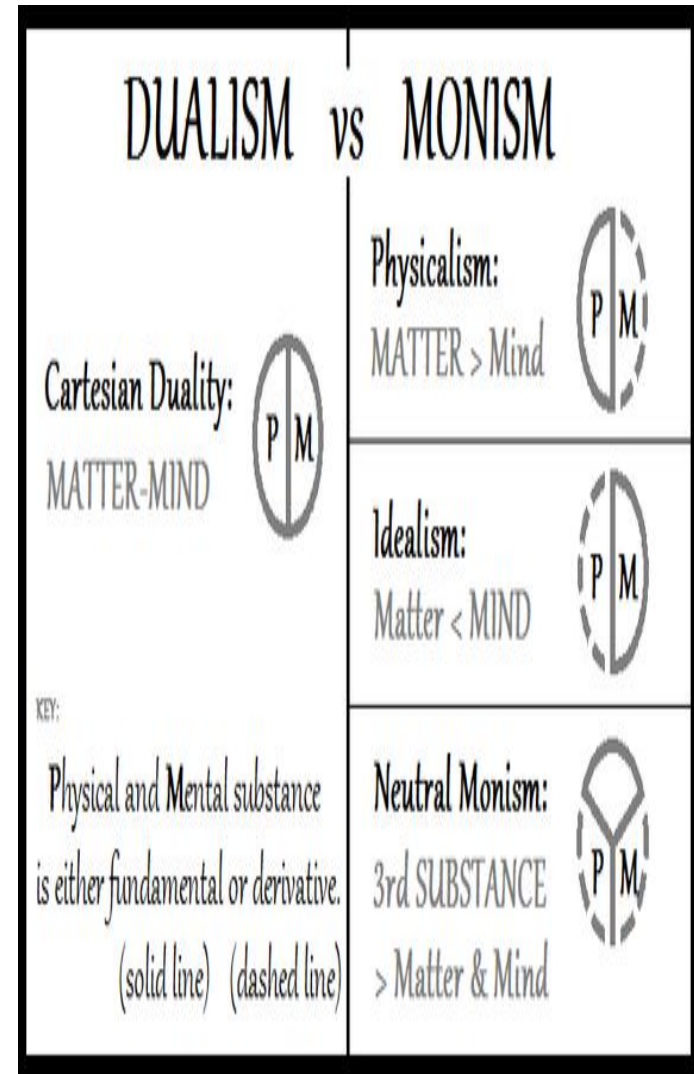 DUALISM vs MONISM
Cartesian Duality:
MATTER-MIND
P M
KEY:
Physical and Mental substance
is either fundamental or derivative.
(solid line) (dashed line)
Physicalism:
MATTER > Mind
P M
Idealism:
Matter < MIND
P M
Neutral Monism:
3rd SUBSTANCE
> Matter & Mind
P M